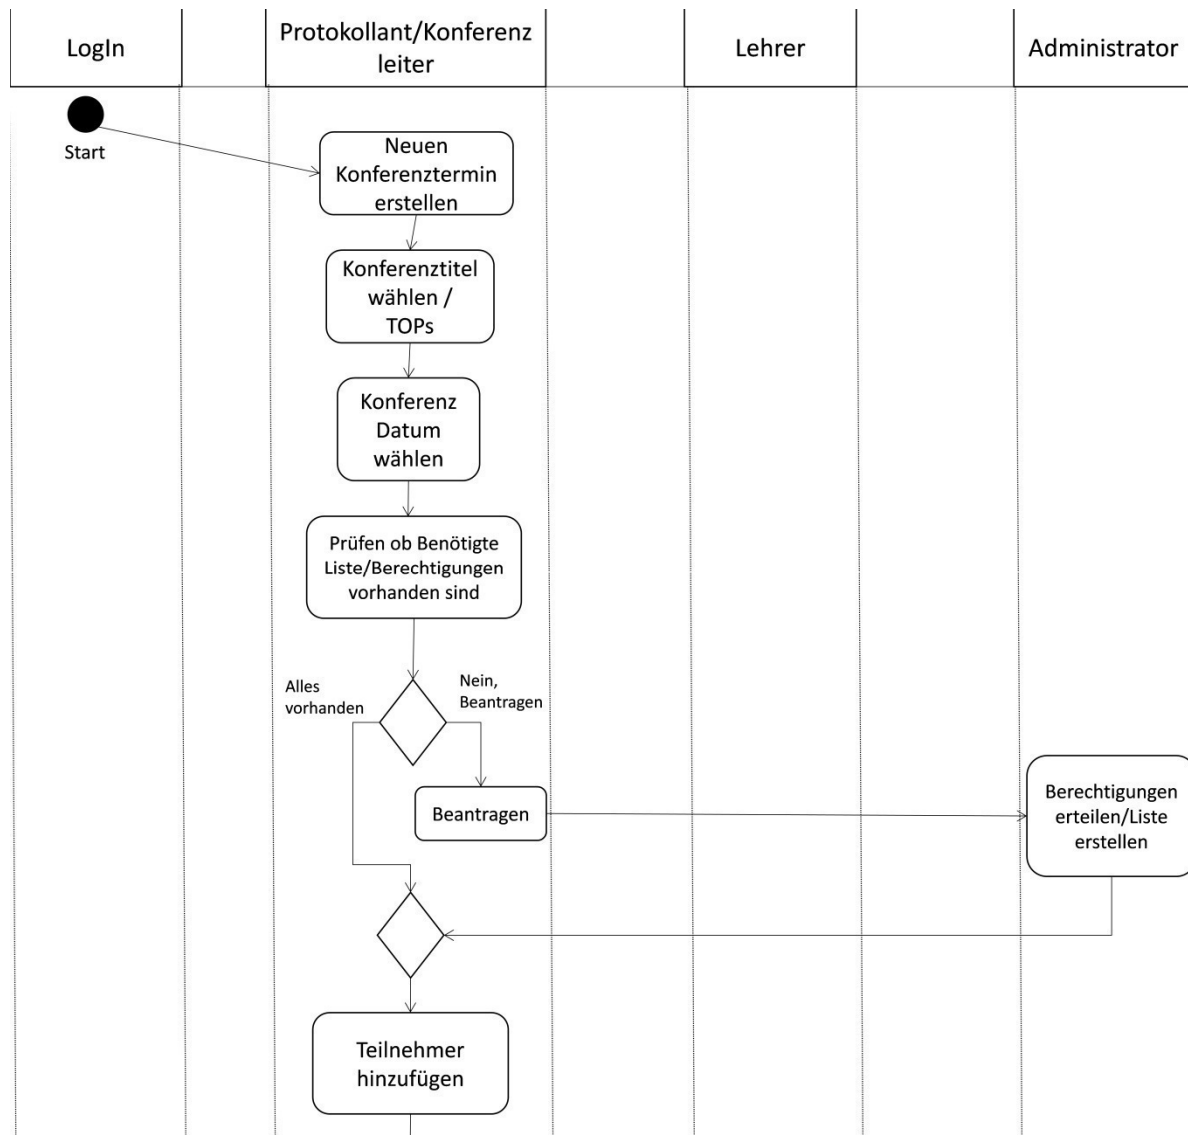 LogIn
Protokollant/Konferenz
leiter
Lehrer
Administrator
Start
Neuen
Konferenztermin
erstellen
Konferenztitel
wählen /
TOPs
Konferenz
Datum
wählen
Prüfen ob Benötigte
Liste/Berechtigungen
vorhanden sind
Alles
vorhanden
Nein,
Beantragen
Beantragen
Berechtigungen
erteilen/Liste
erstellen
Teilnehmer
hinzufügen